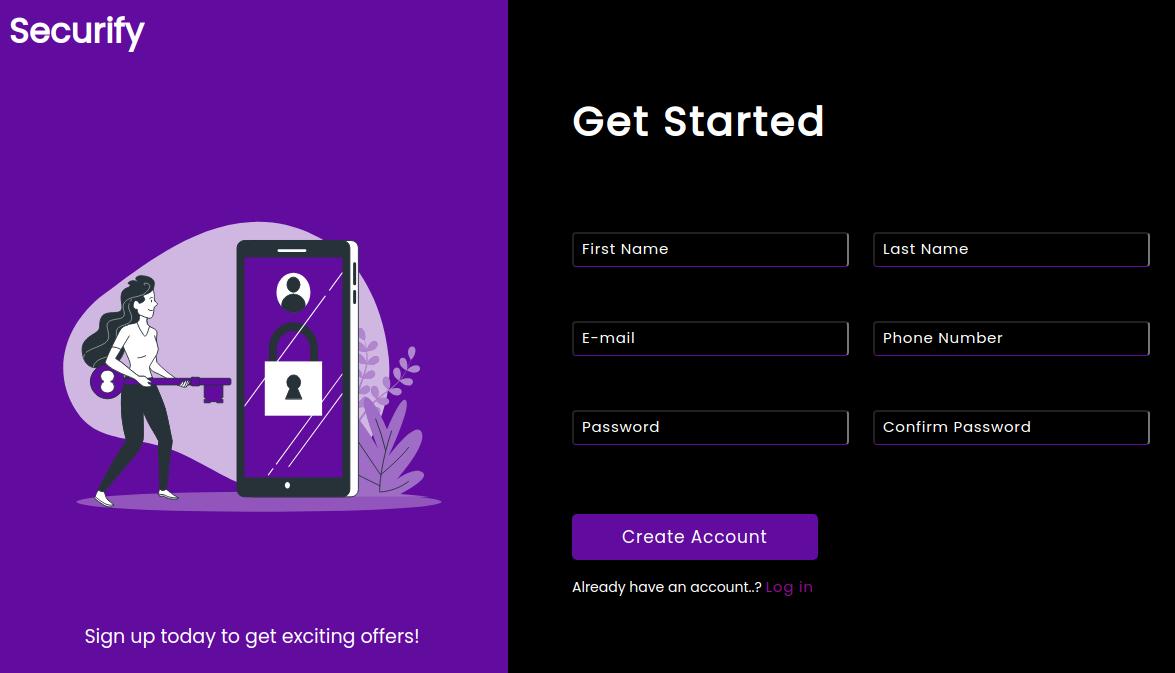 Securify
Get Started
First Name
Last Name
E-mail
Phone Number
Password
Confirm Password
Create Account
Already have an account..? Log in
Sign up today to get exciting offers!